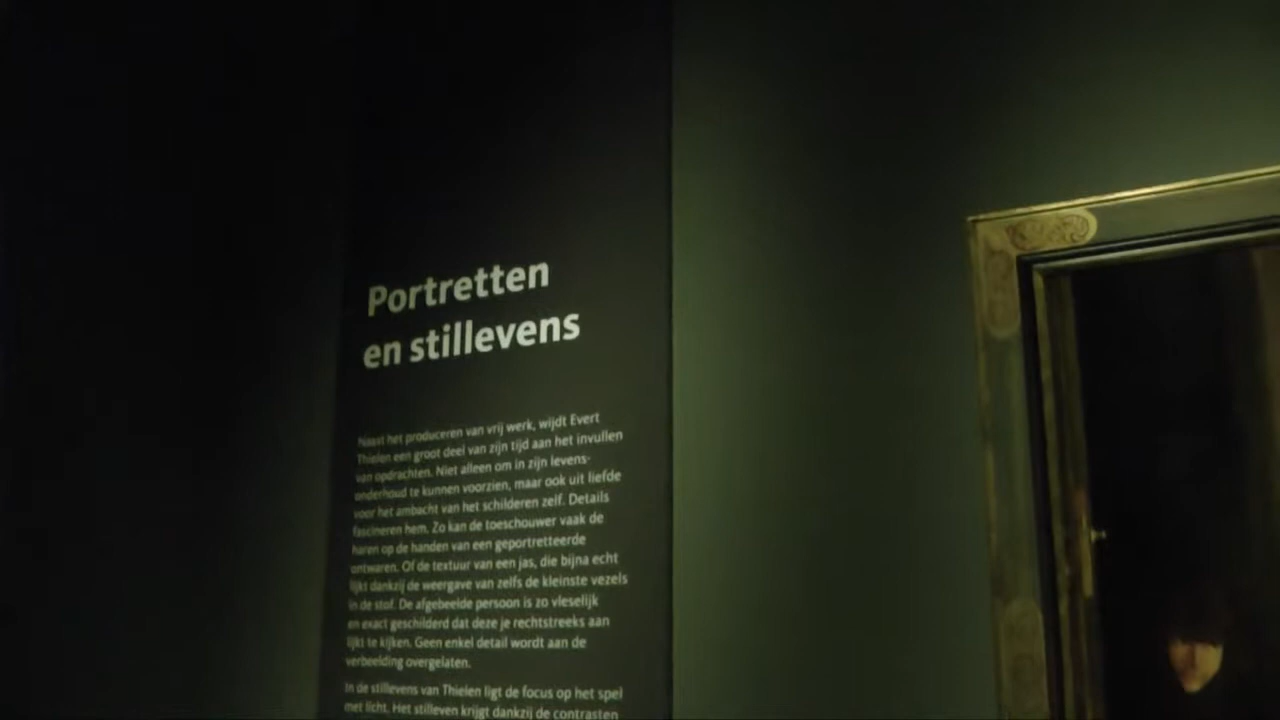 Portretten
en stillevens
Naast het produceren van vrij werk, wijdt Evert
Thielen een groot deel van zijn tijd aan het invullen
van opdrachten. Niet alleen om in zijn levens-
onderhoud te kunnen voorzien, maar ook uit liefde
voor het ambacht van het schilderen zelf. Details
fascineren hem. Zo kan de toeschouwer vaak de
haren op de handen van een geportretteerde
ontwaren. Of de textuur van een jas, die bijna echt
lijkt dankzij de weergave van zelfs de kleinste vezels
in de stof. De afgebeelde persoon is zo vleselijk
en exact geschilderd dat deze je rechtstreeks aan
lijkt te kijken. Geen enkel detail wordt aan de
verbeelding overgelaten.
In de stillevens van Thielen ligt de focus op het spel
met licht. Het stilleven krijgt dankzij de contrasten